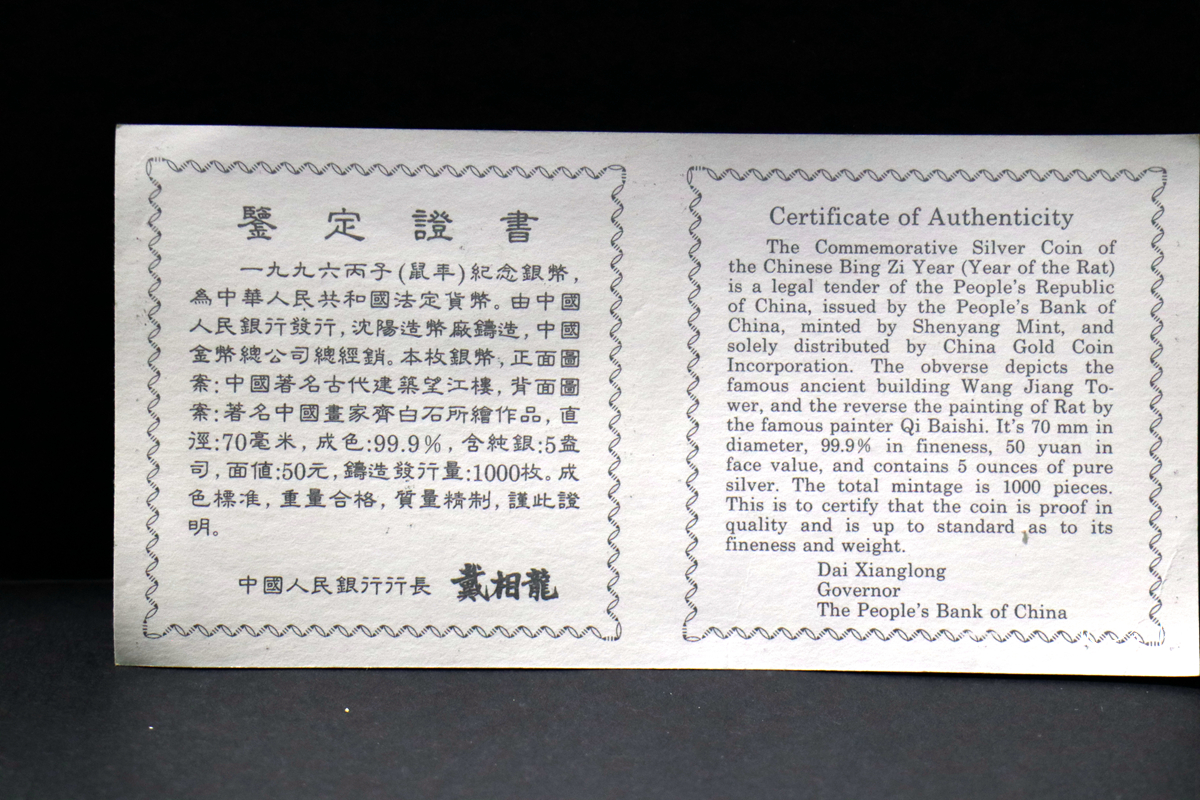 鑒定證書
一九九六丙子(鼠年)紀念銀幣,
為中華人民共和國法定貨幣。由中國
人民銀行發行,沈陽造幣廠鑄造,中國
金幣總公司總經銷。本枚銀幣,正面圖
案:中國著名古代建築望江樓,背面圖
案:著名中國畫家齊白石所繪作品,直
徑:70毫米,成色:99.9%,含純銀:5盎
司,面值:50元,鑄造發行量:1000枚。成
色標准,重量合格,質量精制,謹此證
明。
中國人民銀行行長 戴相龍
Certificate of Authenticity
The Commemorative Silver Coin of
the Chinese Bing Zi Year (Year of the Rat)
is a legal tender of the People's Republic
of China, issued by the People's Bank of
China, minted by Shenyang Mint, and
solely distributed by China Gold Coin
Incorporation. The obverse depicts the
famous ancient building Wang Jiang To-
wer, and the reverse the painting of Rat by
the famous painter Qi Baishi. It's 70 mm in
diameter, 99.9% in fineness, 50 yuan in
face value, and contains 5 ounces of pure
silver. The total mintage is 1000 pieces.
This is to certify that the coin is proof in
quality and is up to standard as to its
fineness and weight.
Dai Xianglong
Governor
The People's Bank of China